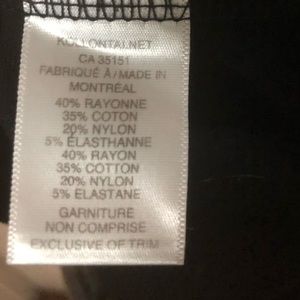 KOLLONTAI.NET
CA 35151
FABRIQUÉ À / MADE IN
MONTRÉAL
40% RAYONNE
35% COTON
20% NYLON
5% ÉLASTHANNE
40% RAYON
35% COTTON
20% NYLON
5% ELASTANE
GARNITURE
NON COMPRISE
EXCLUSIVE OF TRIM